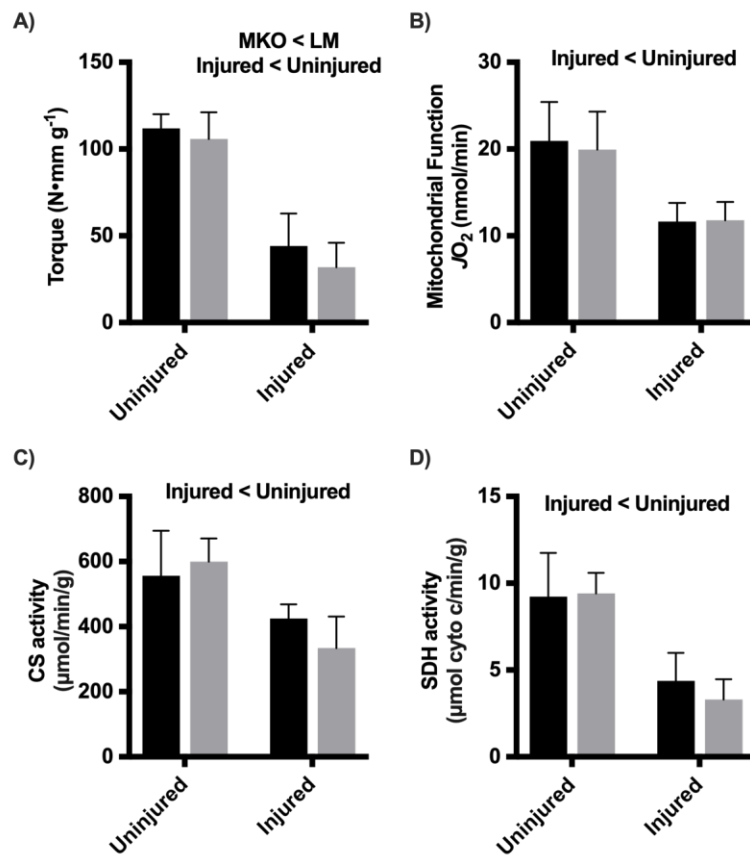 A)
MKO < LM
Injured < Uninjured
Torque (N•mm g⁻¹)
150
100
50
0
Uninjured
Injured
B)
Injured < Uninjured
Mitochondrial Function
JO₂ (nmol/min)
30
20
10
0
Uninjured
Injured
C)
Injured < Uninjured
CS activity
(μmol/min/g)
800
600
400
200
0
Uninjured
Injured
D)
Injured < Uninjured
SDH activity
(μmol cyto c/min/g)
15
10
5
0
Uninjured
Injured